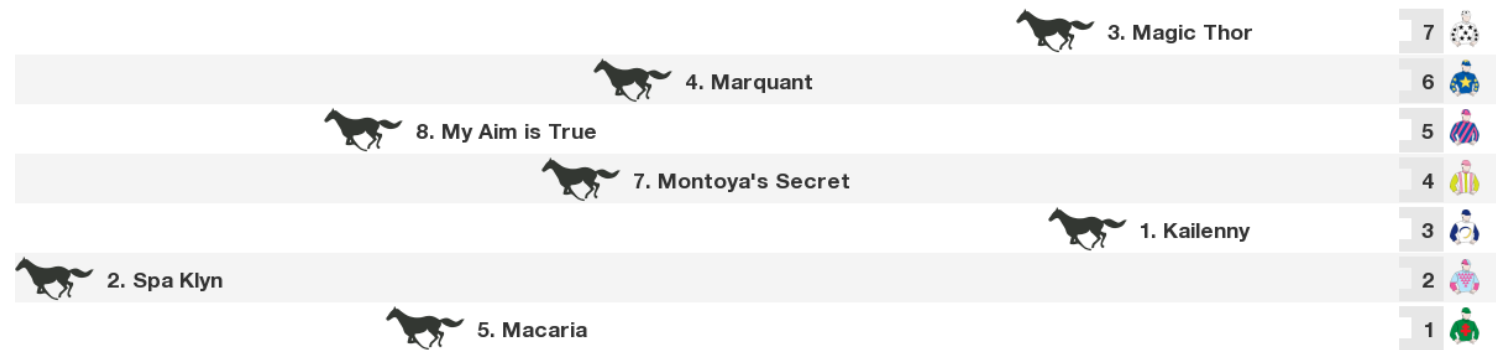 3. Magic Thor 7
4. Marquant 6
8. My Aim is True 5
7. Montoya's Secret 4
1. Kailenny 3
2. Spa Klyn 2
5. Macaria 1